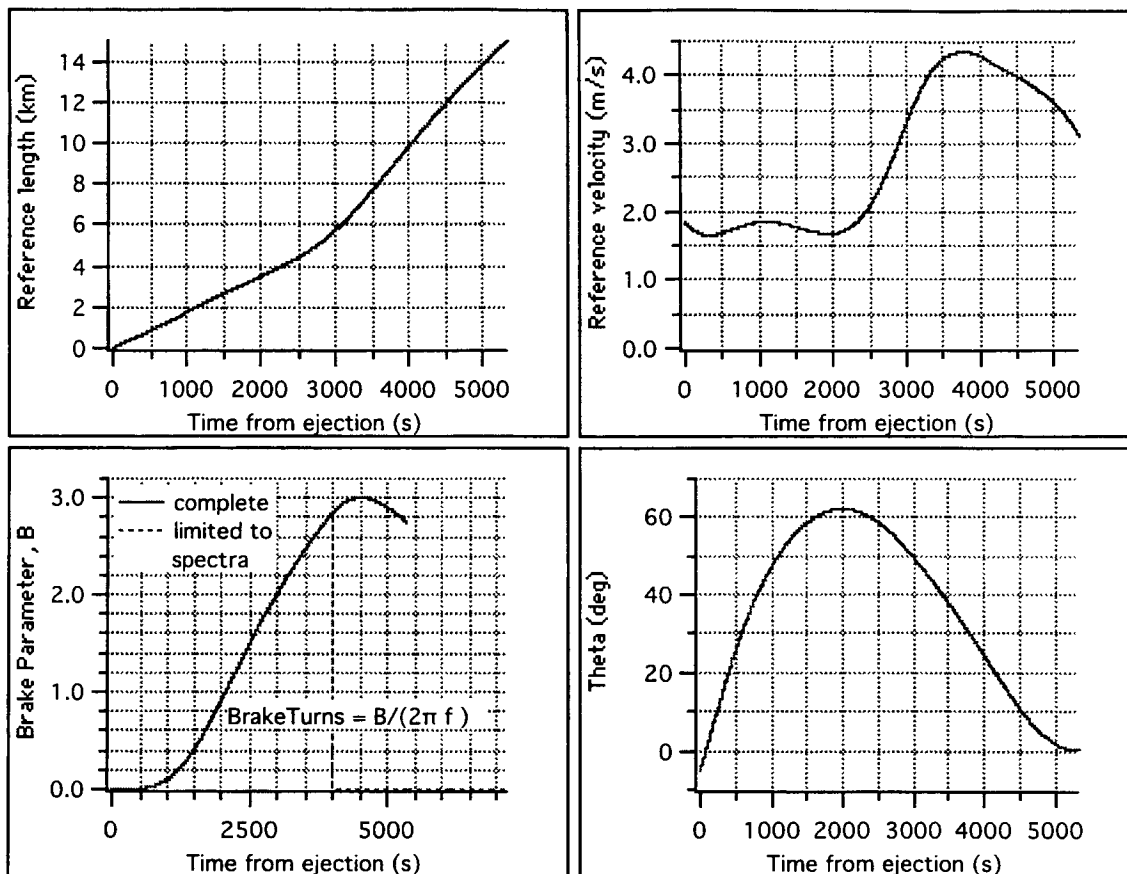 Reference length (km)
14
12
10
8
6
4
2
0
0 1000 2000 3000 4000 5000
Time from ejection (s)
Reference velocity (m/s)
4.0
3.0
2.0
1.0
0.0
0 1000 2000 3000 4000 5000
Time from ejection (s)
Brake Parameter, B
3.0
2.0
1.0
0.0
complete
limited to
spectra
BrakeTurns = B/(2π f )
0 2500 5000
Time from ejection (s)
Theta (deg)
60
40
20
0
0 1000 2000 3000 4000 5000
Time from ejection (s)